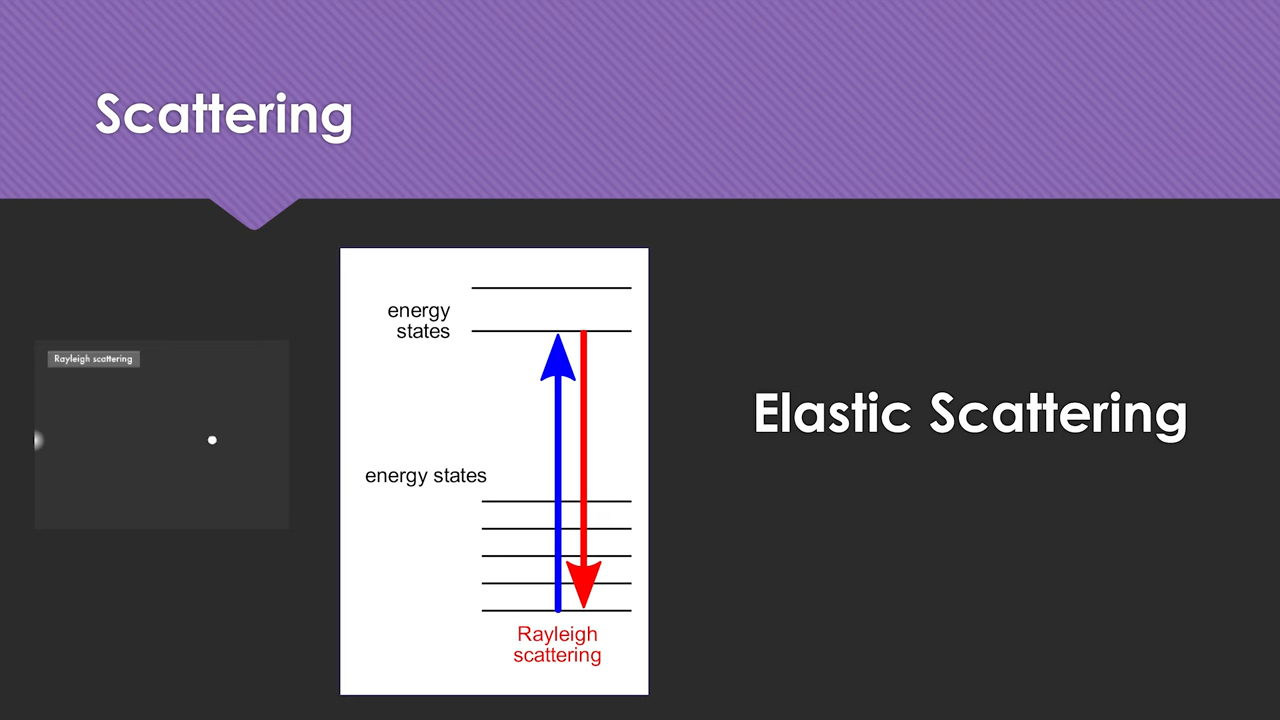 Scattering
Rayleigh scattering
energy
states
energy states
Rayleigh
scattering
Elastic Scattering